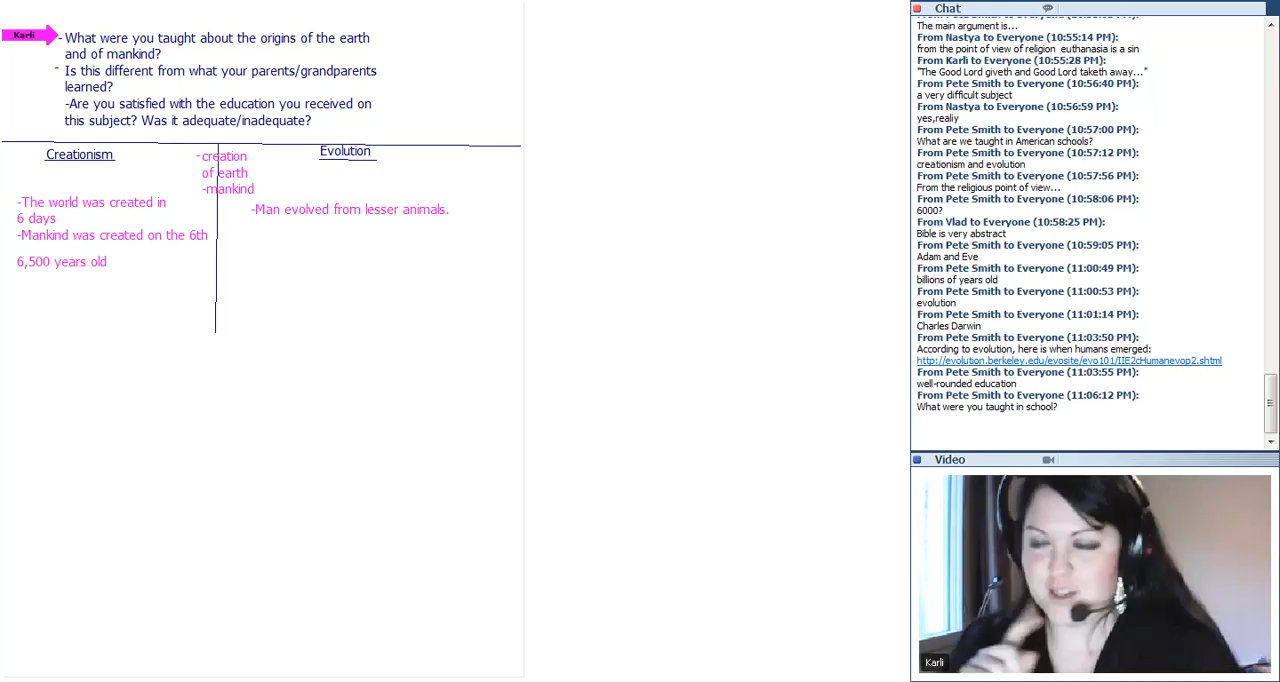 Karli
- What were you taught about the origins of the earth
and of mankind?
- Is this different from what your parents/grandparents
learned?
-Are you satisfied with the education you received on
this subject? Was it adequate/inadequate?
Creationism
-creation
of earth
-mankind
Evolution
-The world was created in
6 days
-Mankind was created on the 6th
6,500 years old
-Man evolved from lesser animals.
Chat
The main argument is...
From Nastya to Everyone (10:55:14 PM):
from the point of view of religion euthanasia is a sin
From Karli to Everyone (10:55:28 PM):
"The Good Lord giveth and Good Lord taketh away..."
From Pete Smith to Everyone (10:56:40 PM):
a very difficult subject
From Nastya to Everyone (10:56:59 PM):
yes,really
From Pete Smith to Everyone (10:57:00 PM):
What are we taught in American schools?
From Pete Smith to Everyone (10:57:12 PM):
creationism and evolution
From Pete Smith to Everyone (10:57:56 PM):
From the religious point of view...
From Pete Smith to Everyone (10:58:06 PM):
6000?
From Vlad to Everyone (10:58:25 PM):
Bible is very abstract
From Pete Smith to Everyone (10:59:05 PM):
Adam and Eve
From Pete Smith to Everyone (11:00:49 PM):
billions of years old
From Pete Smith to Everyone (11:00:53 PM):
evolution
From Pete Smith to Everyone (11:01:14 PM):
Charles Darwin
From Pete Smith to Everyone (11:03:50 PM):
According to evolution, here is when humans emerged:
http://evolution.berkeley.edu/evosite/evo101/IIE2cHumanevop2.shtml
From Pete Smith to Everyone (11:03:55 PM):
well-rounded education
From Pete Smith to Everyone (11:06:12 PM):
What were you taught in school?
Video
Karli